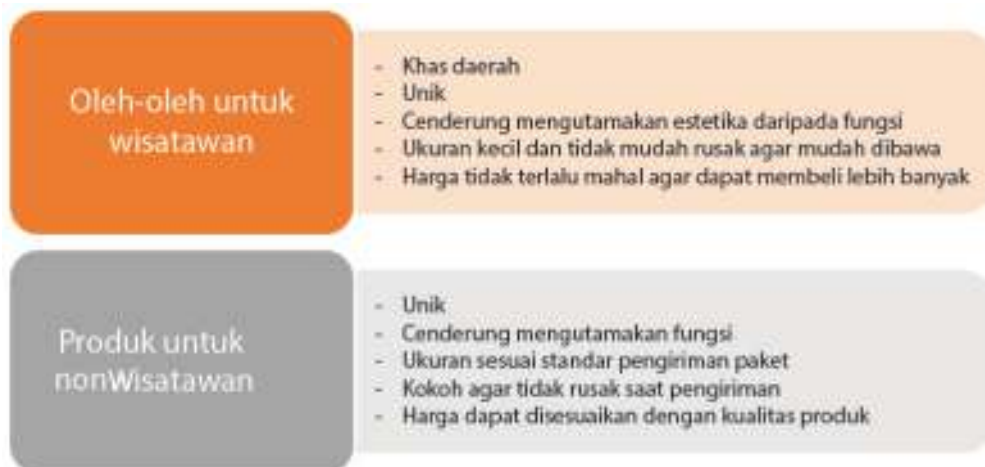 Oleh-oleh untuk
wisatawan
- Khas daerah
- Unik
- Cenderung mengutamakan estetika daripada fungsi
- Ukuran kecil dan tidak mudah rusak agar mudah dibawa
- Harga tidak terlalu mahal agar dapat membeli lebih banyak
Produk untuk
nonWisatawan
- Unik
- Cenderung mengutamakan fungsi
- Ukuran sesuai standar pengiriman paket
- Kokoh agar tidak rusak saat pengiriman
- Harga dapat disesuaikan dengan kualitas produk